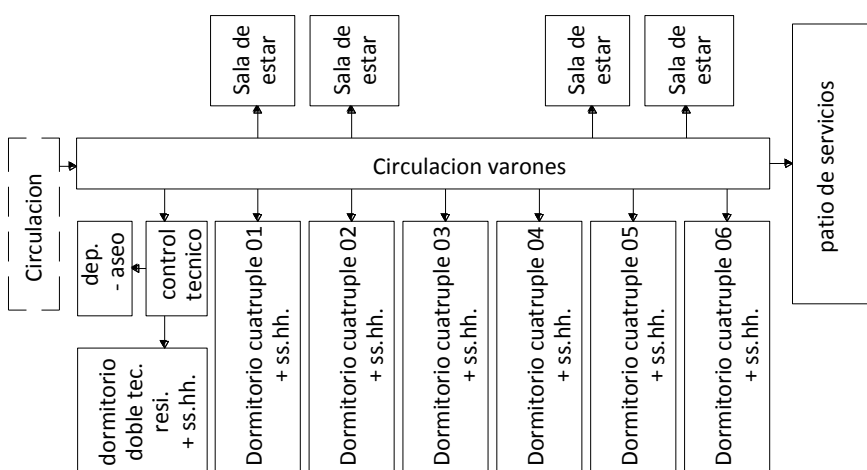 Sala de
estar
Sala de
estar
Sala de
estar
Sala de
estar
Circulacion
Circulacion varones
patio de servicios
dep.
- aseo
control
tecnico
dormitorio
doble tec.
resi.
+ ss.hh.
Dormitorio cuatruple 01
+ ss.hh.
Dormitorio cuatruple 02
+ ss.hh.
Dormitorio cuatruple 03
+ ss.hh.
Dormitorio cuatruple 04
+ ss.hh.
Dormitorio cuatruple 05
+ ss.hh.
Dormitorio cuatruple 06
+ ss.hh.